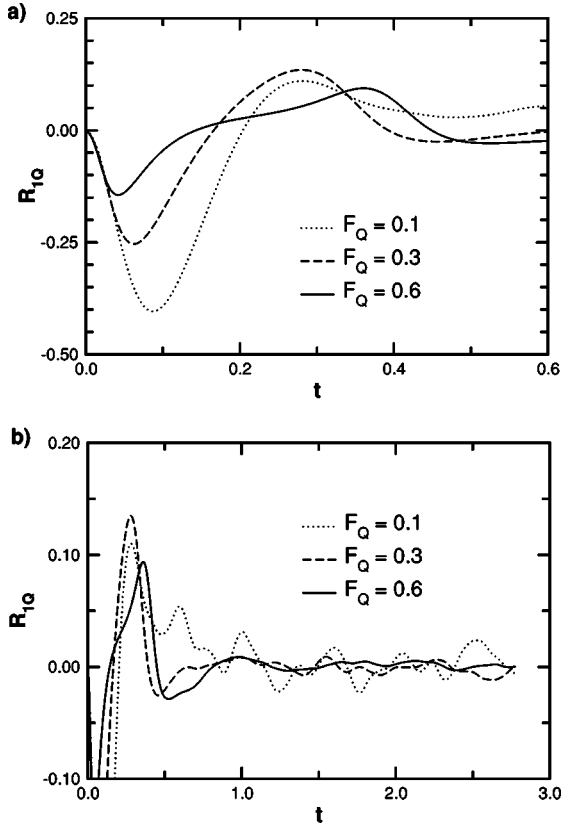 a)
0.25
0.00
-0.25
-0.50
R1Q
FQ = 0.1
FQ = 0.3
FQ = 0.6
0.0 0.2 0.4 0.6
t
b)
0.20
0.10
0.00
-0.10
R1Q
FQ = 0.1
FQ = 0.3
FQ = 0.6
0.0 1.0 2.0 3.0
t